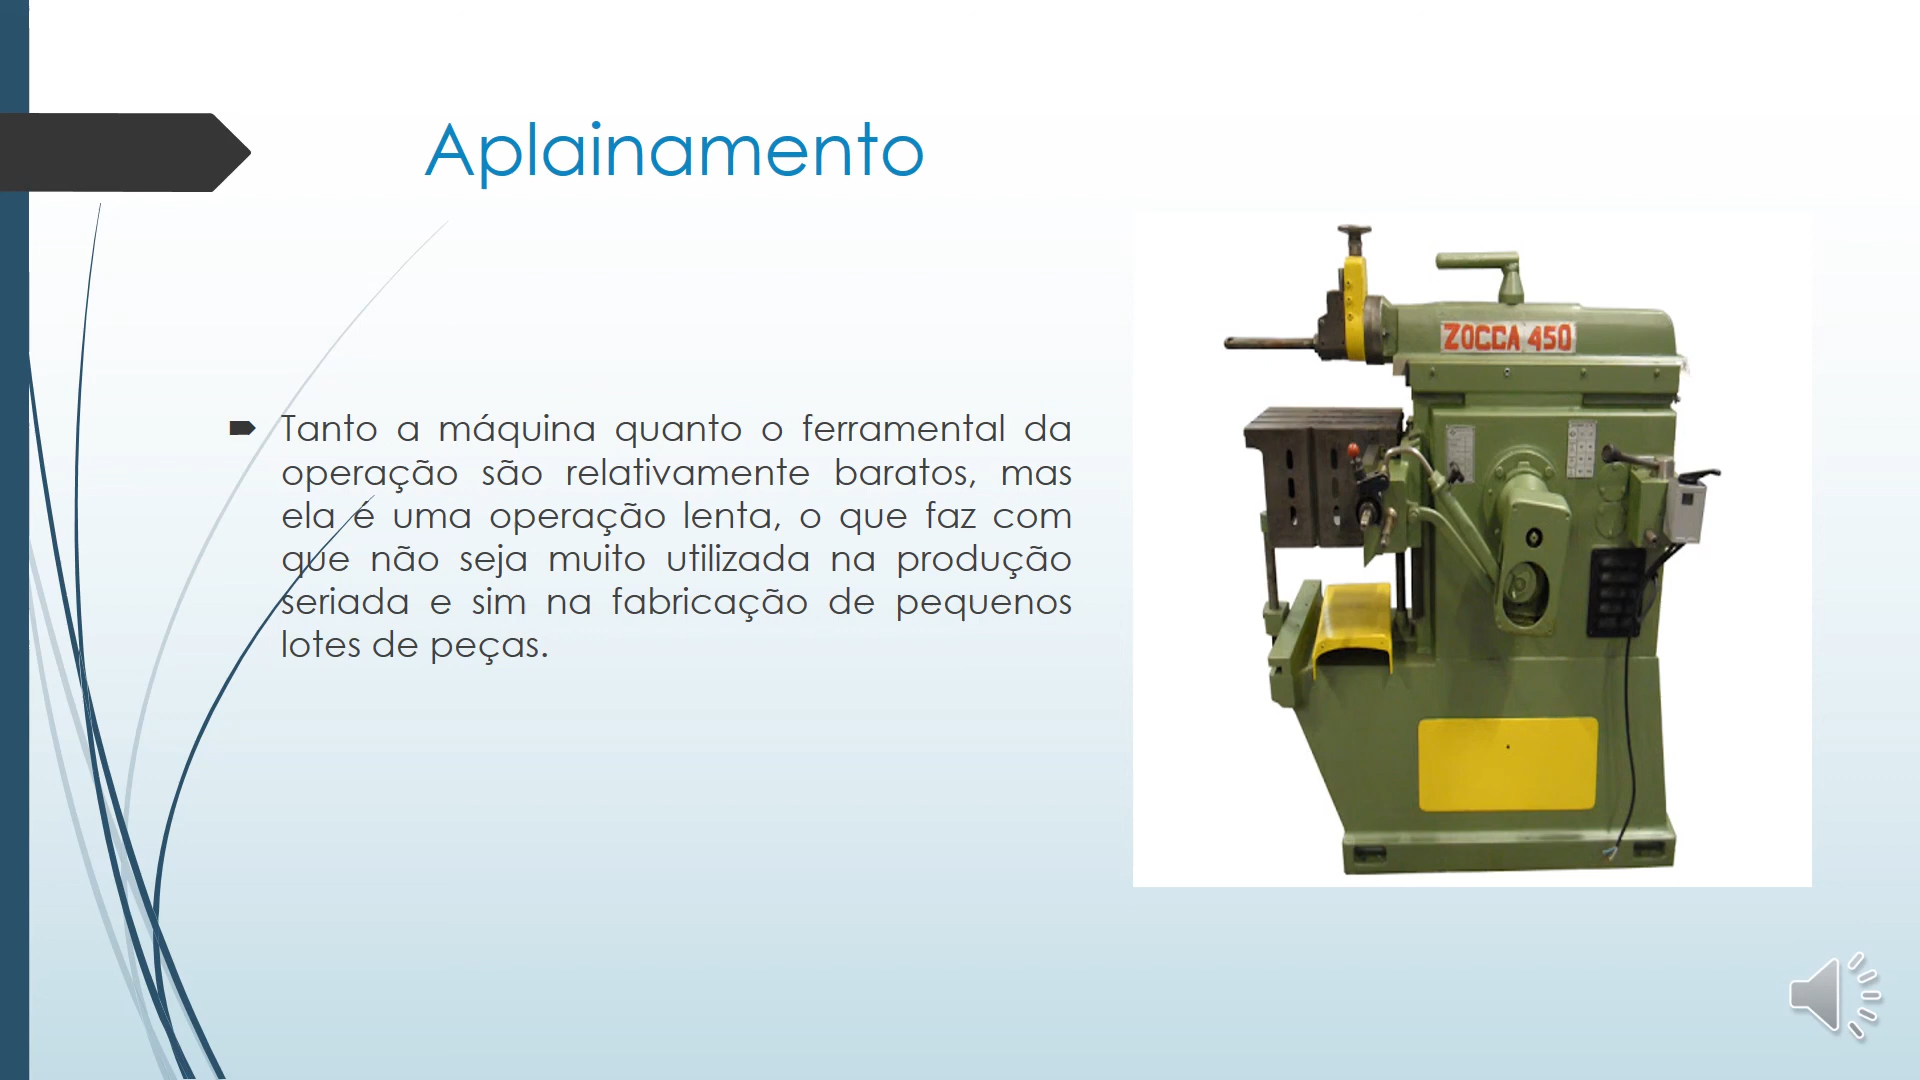 Aplainamento
Tanto a máquina quanto o ferramental da
operação são relativamente baratos, mas
ela é uma operação lenta, o que faz com
que não seja muito utilizada na produção
seriada e sim na fabricação de pequenos
lotes de peças.
ZOCCA 450